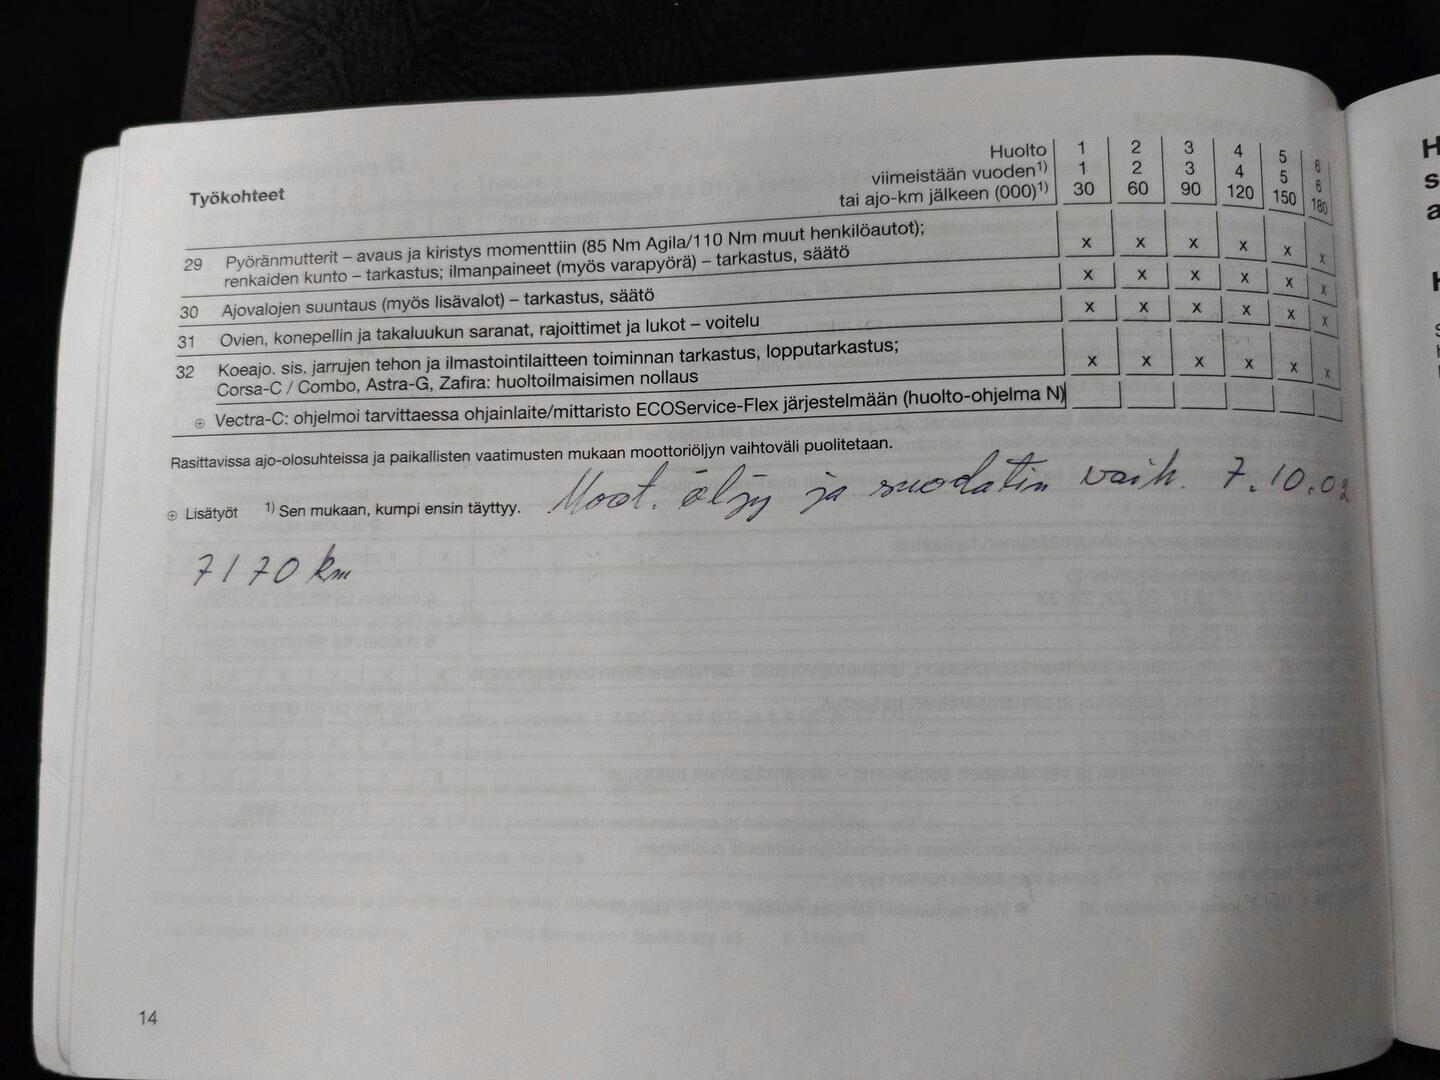 Työkohteet
Huolto 1 2 3 4 5 6
viimeistään vuoden1) 1 2 3 4 5 6
tai ajo-km jälkeen (000)1) 30 60 90 120 150 180
29 Pyöränmutterit – avaus ja kiristys momenttiin (85 Nm Agila/110 Nm muut henkilöautot);
renkaiden kunto – tarkastus; ilmanpaineet (myös varapyörä) – tarkastus, säätö x x x x x x
30 Ajovalojen suuntaus (myös lisävalot) – tarkastus, säätö x x x x x x
31 Ovien, konepellin ja takaluukun saranat, rajoittimet ja lukot – voitelu x x x x x x
32 Koeajo. sis. jarrujen tehon ja ilmastointilaitteen toiminnan tarkastus, lopputarkastus;
Corsa-C / Combo, Astra-G, Zafira: huoltoilmaisimen nollaus x x x x x x
⊕ Vectra-C: ohjelmoi tarvittaessa ohjainlaite/mittaristo ECOService-Flex järjestelmään (huolto-ohjelma N)
Rasittavissa ajo-olosuhteissa ja paikallisten vaatimusten mukaan moottoriöljyn vaihtoväli puolitetaan.
⊕ Lisätyöt 1) Sen mukaan, kumpi ensin täyttyy. Moot. öljy ja suodatin vaih. 7.10.02
7170 km
14